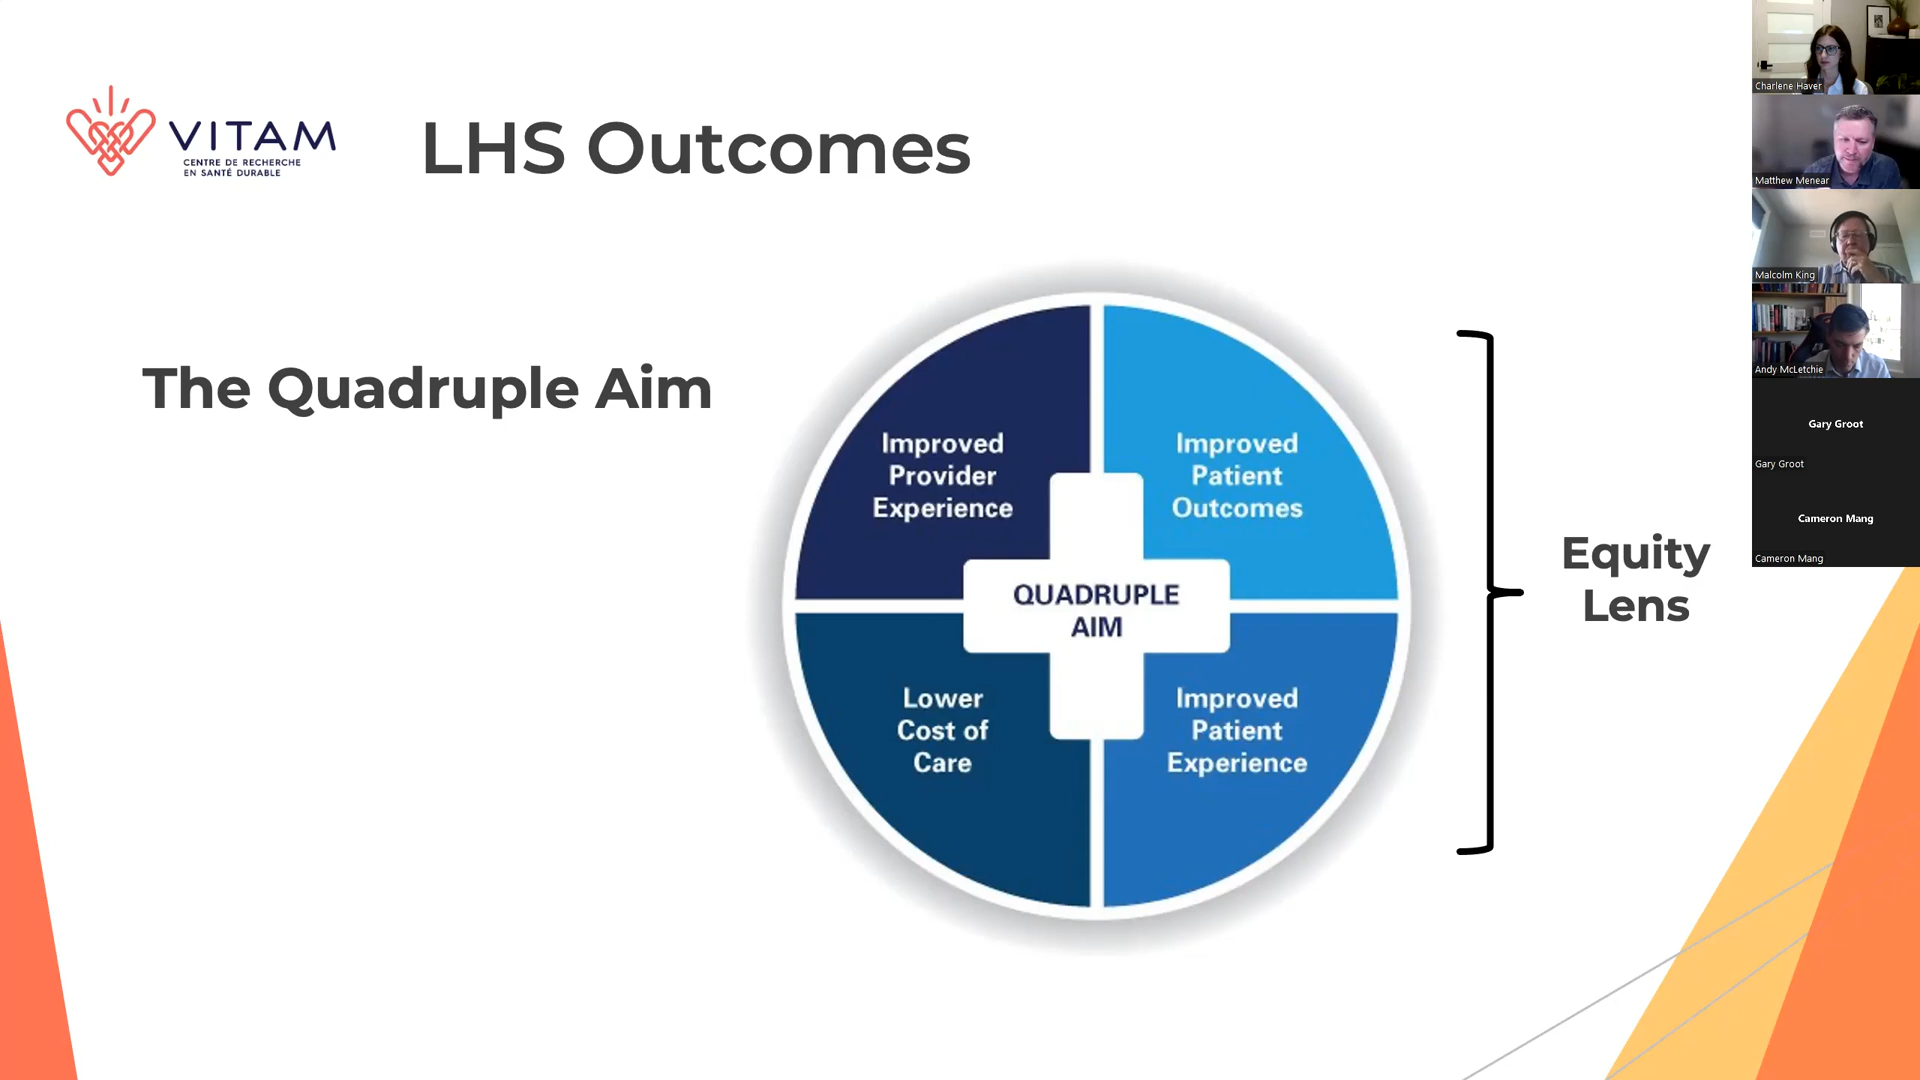 VITAM
CENTRE DE RECHERCHE
EN SANTÉ DURABLE
LHS Outcomes
The Quadruple Aim
Improved
Provider
Experience
Improved
Patient
Outcomes
QUADRUPLE
AIM
Lower
Cost of
Care
Improved
Patient
Experience
Equity
Lens
Charlene Haver
Matthew Menear
Malcolm King
Andy McLetchie
Gary Groot
Gary Groot
Cameron Mang
Cameron Mang